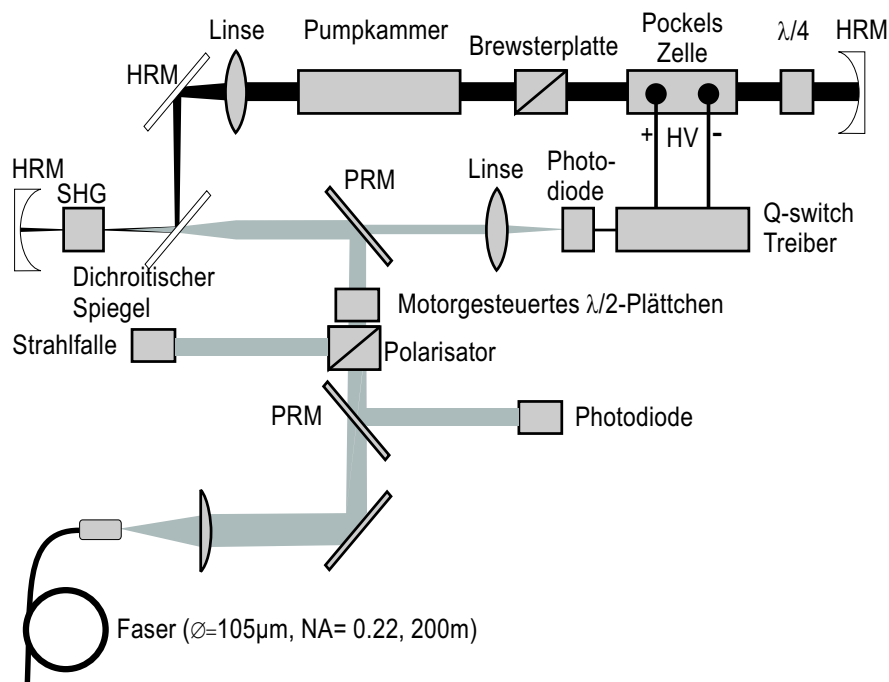 Linse
Pumpkammer
Brewsterplatte
Pockels
Zelle
λ/4
HRM
HRM
+ HV -
HRM
SHG
PRM
Linse
Photo-
diode
Q-switch
Treiber
Dichroitischer
Spiegel
Motorgesteuertes λ/2-Plättchen
Strahlfalle
Polarisator
PRM
Photodiode
Faser (∅=105µm, NA= 0.22, 200m)